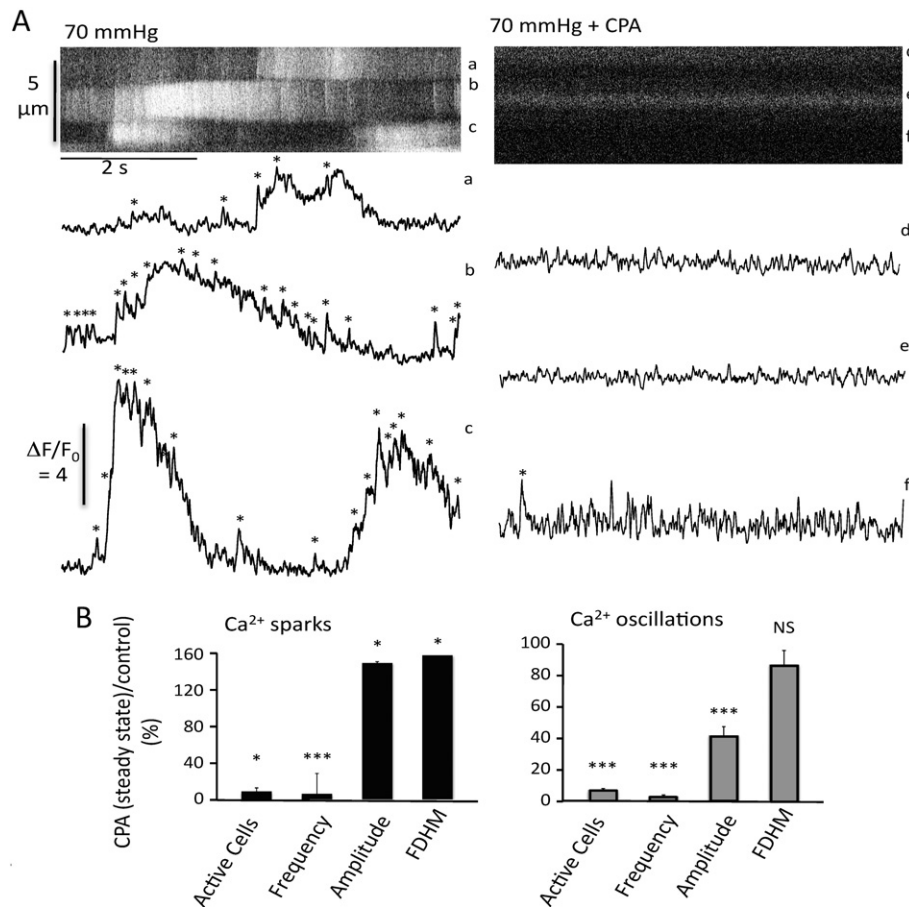 A
70 mmHg
70 mmHg + CPA
5
μm
a
b
c
e
f
2 s
a
b
c
ΔF/F₀
= 4
d
e
f
B
Ca²⁺ sparks
Ca²⁺ oscillations
CPA (steady state)/control)
(%)
160
120
80
40
0
* *** * *
Active Cells
Frequency
Amplitude
FDHM
100
80
60
40
20
0
*** *** *** NS
Active Cells
Frequency
Amplitude
FDHM